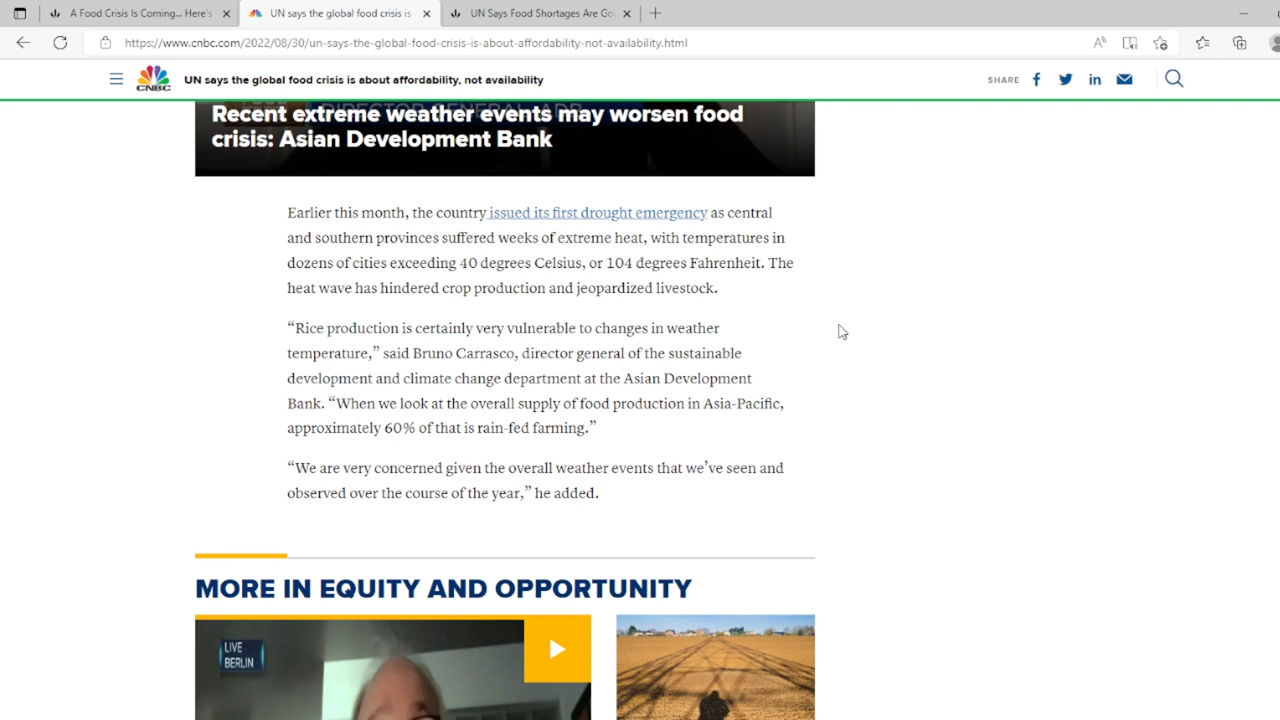 A Food Crisis Is Coming... Here's
UN says the global food crisis is
UN Says Food Shortages Are Go
https://www.cnbc.com/2022/08/30/un-says-the-global-food-crisis-is-about-affordability-not-availability.html
CNBC
UN says the global food crisis is about affordability, not availability
SHARE
Recent extreme weather events may worsen food
crisis: Asian Development Bank
Earlier this month, the country issued its first drought emergency as central
and southern provinces suffered weeks of extreme heat, with temperatures in
dozens of cities exceeding 40 degrees Celsius, or 104 degrees Fahrenheit. The
heat wave has hindered crop production and jeopardized livestock.
“Rice production is certainly very vulnerable to changes in weather
temperature,” said Bruno Carrasco, director general of the sustainable
development and climate change department at the Asian Development
Bank. “When we look at the overall supply of food production in Asia-Pacific,
approximately 60% of that is rain-fed farming.”
“We are very concerned given the overall weather events that we’ve seen and
observed over the course of the year,” he added.
MORE IN EQUITY AND OPPORTUNITY
LIVE
BERLIN